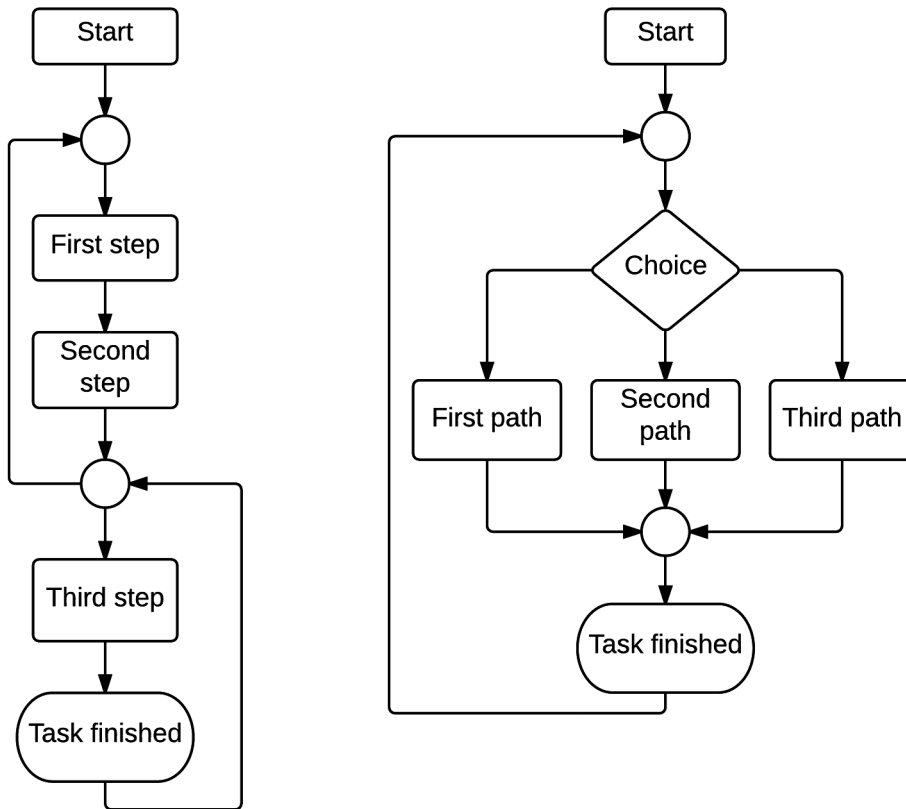 Start
First step
Second
step
Third step
Task finished
Start
Choice
First path
Second
path
Third path
Task finished